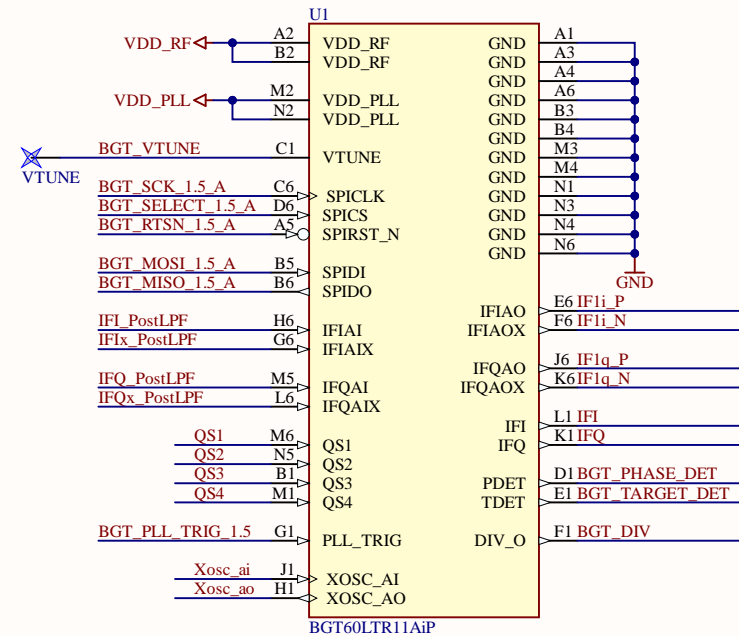 U1
VDD_RF A2 VDD_RF GND A1
B2 VDD_RF GND A3
GND A4
VDD_PLL M2 VDD_PLL GND A6
N2 VDD_PLL GND B3
GND B4
BGT_VTUNE C1 VTUNE GND M3
VTUNE
GND M4
BGT_SCK_1.5_A C6 SPICLK GND N1
BGT_SELECT_1.5_A D6 SPICS GND N3
BGT_RTSN_1.5_A A5 SPIRST_N GND N4
GND N6
BGT_MOSI_1.5_A B5 SPIDI
BGT_MISO_1.5_A B6 SPIDO
GND
IFIAO E6 IF1i_P
IFI_PostLPF H6 IFIAI IFIAOX F6 IF1i_N
IFIx_PostLPF G6 IFIAIX
IFQAO J6 IF1q_P
IFQ_PostLPF M5 IFQAI IFQAOX K6 IF1q_N
IFQx_PostLPF L6 IFQAIX
IFI L1 IFI
QS1 M6 QS1 IFQ K1 IFQ
QS2 N5 QS2
QS3 B1 QS3 PDET D1 BGT_PHASE_DET
QS4 M1 QS4 TDET E1 BGT_TARGET_DET
BGT_PLL_TRIG_1.5 G1 PLL_TRIG DIV_O F1 BGT_DIV
Xosc_ai J1 XOSC_AI
Xosc_ao H1 XOSC_AO
BGT60LTR11AiP